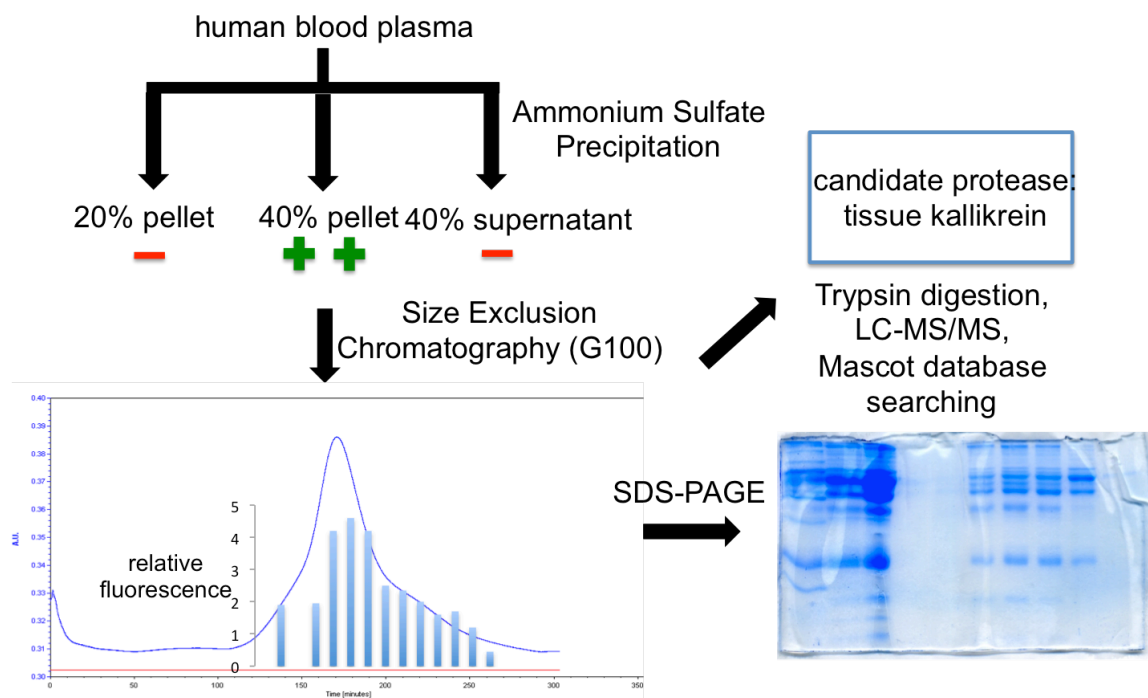 human blood plasma
Ammonium Sulfate
Precipitation
20% pellet
40% pellet
40% supernatant
candidate protease:
tissue kallikrein
Size Exclusion
Chromatography (G100)
Trypsin digestion,
LC-MS/MS,
Mascot database
searching
SDS-PAGE
relative
fluorescence
A.U.
0.40
0.39
0.38
0.37
0.36
0.35
0.34
0.33
0.32
0.31
0.30
5
4
3
2
1
0
0.00
50
100
150
200
250
300
350
Time [minutes]